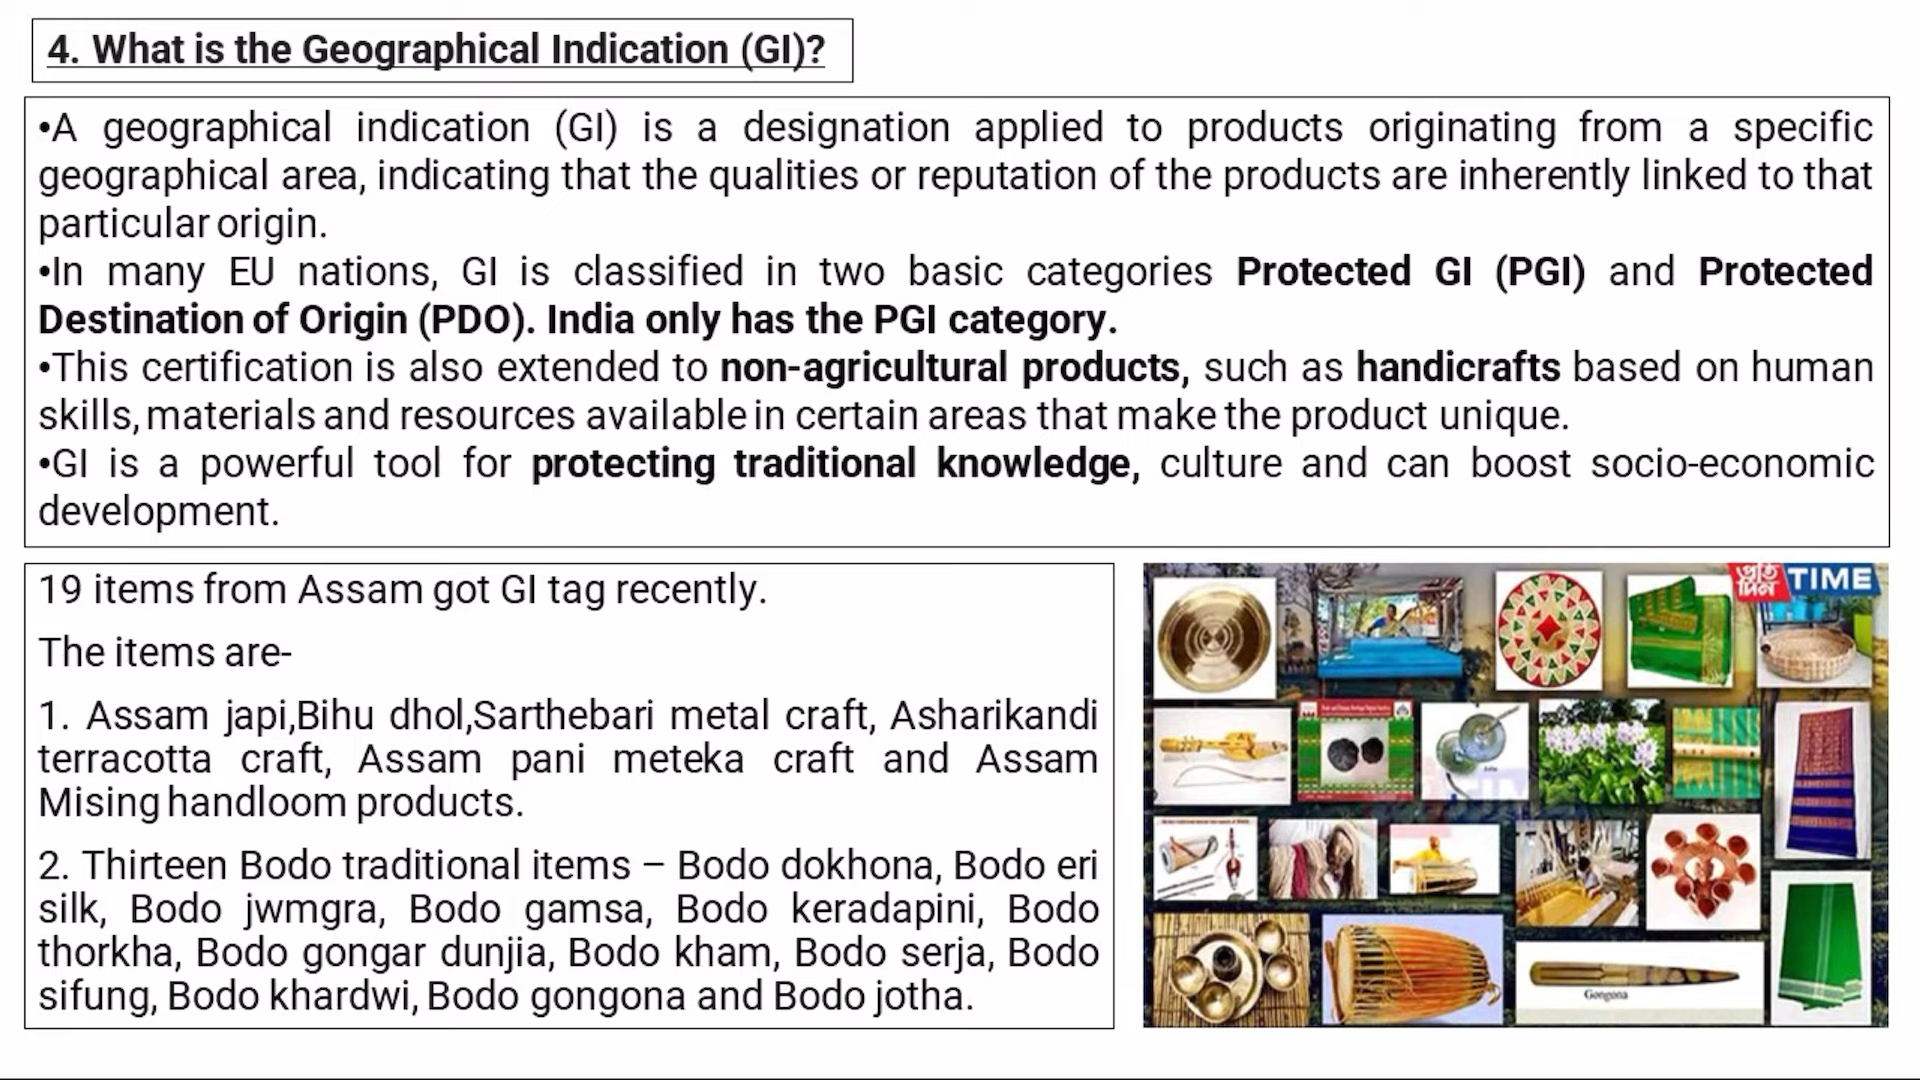 4. What is the Geographical Indication (GI)?
•A geographical indication (GI) is a designation applied to products originating from a specific
geographical area, indicating that the qualities or reputation of the products are inherently linked to that
particular origin.
•In many EU nations, GI is classified in two basic categories Protected GI (PGI) and Protected
Destination of Origin (PDO). India only has the PGI category.
•This certification is also extended to non-agricultural products, such as handicrafts based on human
skills, materials and resources available in certain areas that make the product unique.
•GI is a powerful tool for protecting traditional knowledge, culture and can boost socio-economic
development.
19 items from Assam got GI tag recently.
The items are-
1. Assam japi,Bihu dhol,Sarthebari metal craft, Asharikandi
terracotta craft, Assam pani meteka craft and Assam
Mising handloom products.
2. Thirteen Bodo traditional items – Bodo dokhona, Bodo eri
silk, Bodo jwmgra, Bodo gamsa, Bodo keradapini, Bodo
thorkha, Bodo gongar dunjia, Bodo kham, Bodo serja, Bodo
sifung, Bodo khardwi, Bodo gongona and Bodo jotha.
প্ৰতিদিন TIME
Gongona